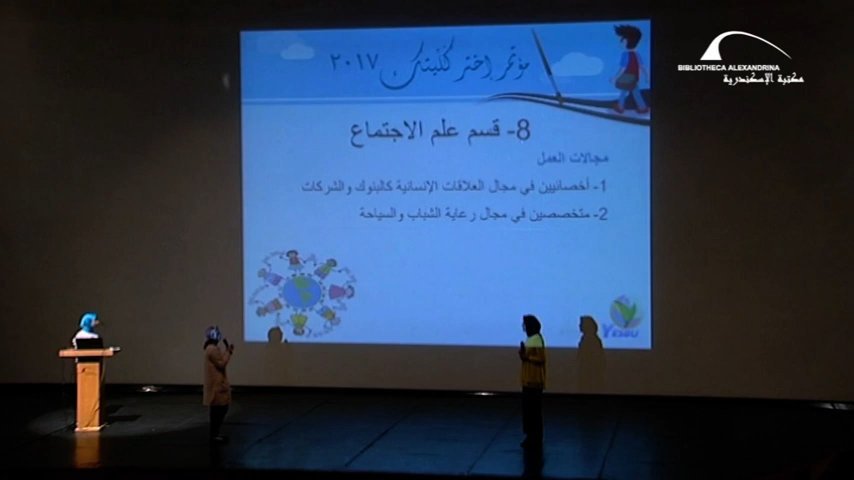 BIBLIOTHECA ALEXANDRINA
مكتبة الإسكندرية
مؤتمر إختر كليتك ٢٠١٧
8- قسم علم الاجتماع
مجالات العمل
1- أخصائيين في مجال العلاقات الإنسانية كالبنوك والشركات
2- متخصصين في مجال رعاية الشباب والسياحة